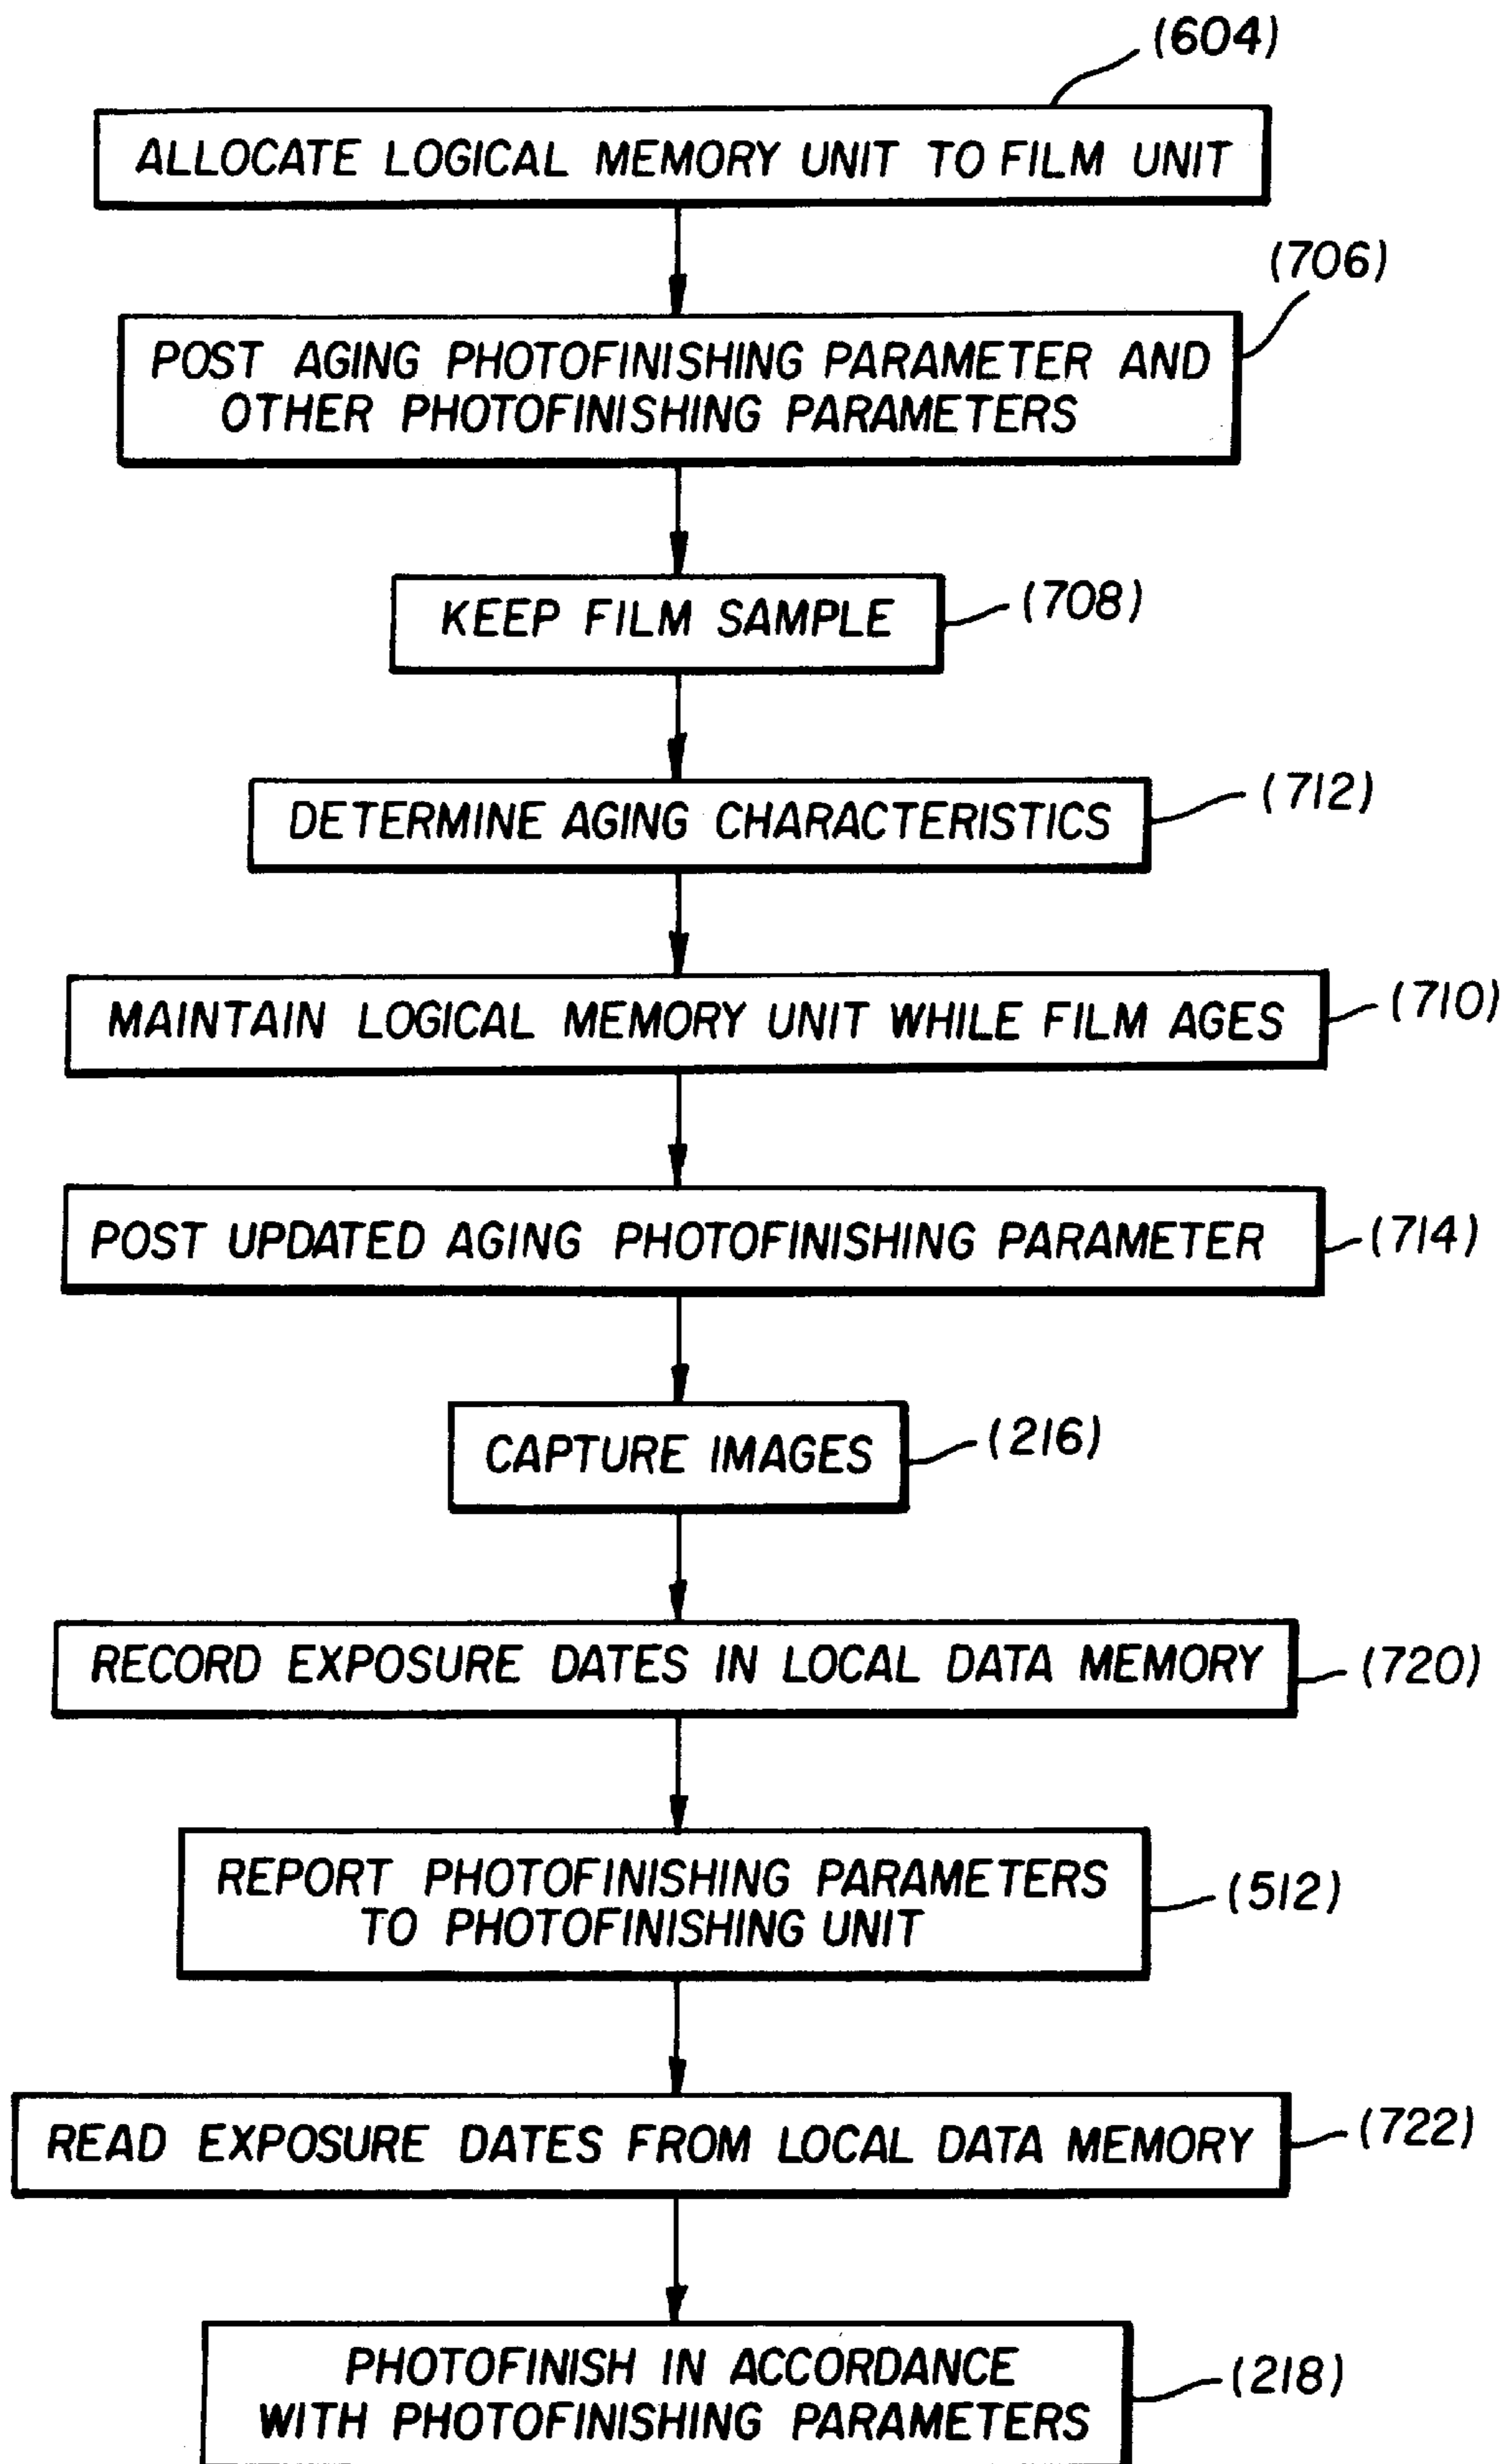 (604)
ALLOCATE LOGICAL MEMORY UNIT TO FILM UNIT
(706)
POST AGING PHOTOFINISHING PARAMETER AND
OTHER PHOTOFINISHING PARAMETERS
KEEP FILM SAMPLE
(708)
DETERMINE AGING CHARACTERISTICS
(712)
MAINTAIN LOGICAL MEMORY UNIT WHILE FILM AGES
(710)
POST UPDATED AGING PHOTOFINISHING PARAMETER
(714)
CAPTURE IMAGES
(216)
RECORD EXPOSURE DATES IN LOCAL DATA MEMORY
(720)
REPORT PHOTOFINISHING PARAMETERS
TO PHOTOFINISHING UNIT
(512)
READ EXPOSURE DATES FROM LOCAL DATA MEMORY
(722)
PHOTOFINISH IN ACCORDANCE
WITH PHOTOFINISHING PARAMETERS
(218)